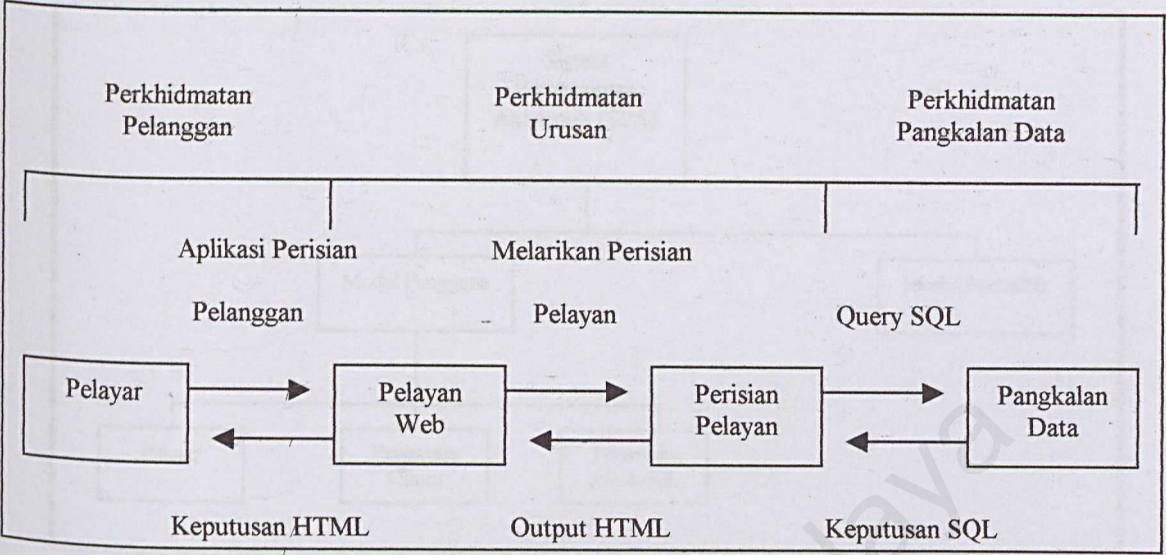 Perkhidmatan
Pelanggan
Perkhidmatan
Urusan
Perkhidmatan
Pangkalan Data
Aplikasi Perisian
Melarikan Perisian
Pelanggan
Pelayan
Query SQL
Pelayar
Pelayan
Web
Perisian
Pelayan
Pangkalan
Data
Keputusan HTML
Output HTML
Keputusan SQL